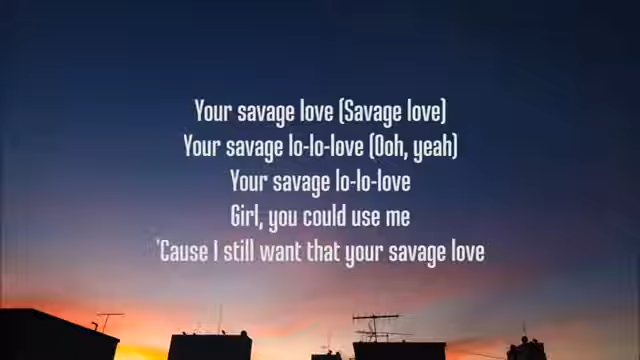 Your savage love (Savage love)
Your savage lo-lo-love (Ooh, yeah)
Your savage lo-lo-love
Girl, you could use me
'Cause I still want that your savage love